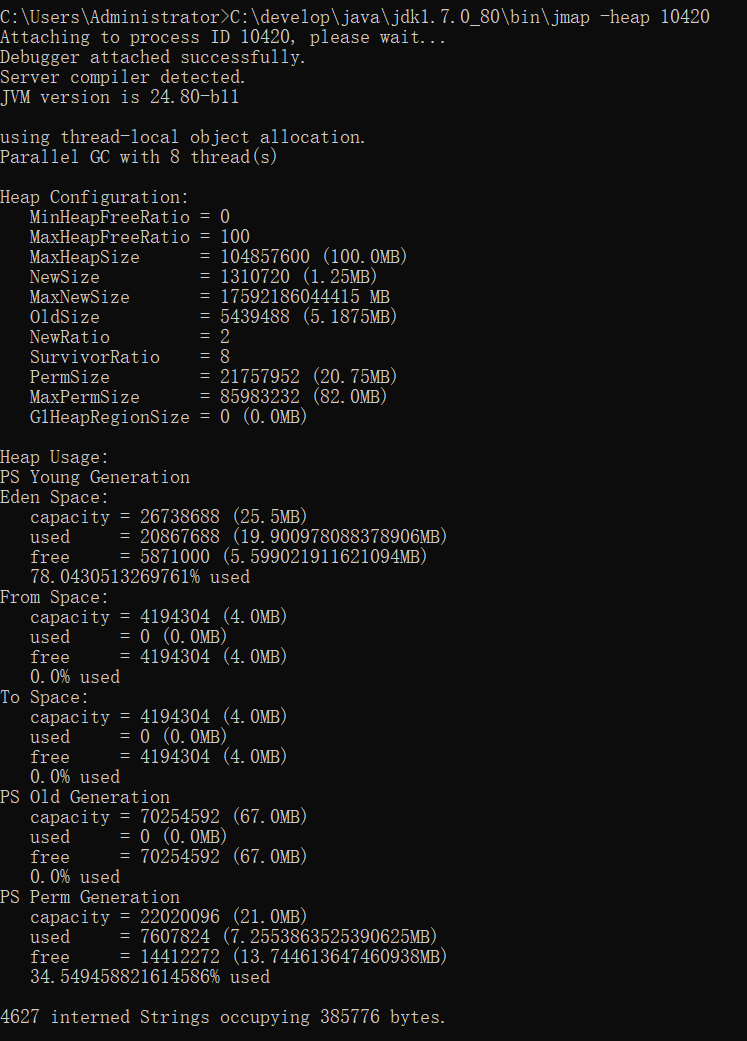 C:\Users\Administrator>C:\develop\java\jdk1.7.0_80\bin\jmap -heap 10420
Attaching to process ID 10420, please wait...
Debugger attached successfully.
Server compiler detected.
JVM version is 24.80-b11

using thread-local object allocation.
Parallel GC with 8 thread(s)

Heap Configuration:
   MinHeapFreeRatio = 0
   MaxHeapFreeRatio = 100
   MaxHeapSize      = 104857600 (100.0MB)
   NewSize          = 1310720 (1.25MB)
   MaxNewSize       = 17592186044415 MB
   OldSize          = 5439488 (5.1875MB)
   NewRatio         = 2
   SurvivorRatio    = 8
   PermSize         = 21757952 (20.75MB)
   MaxPermSize      = 85983232 (82.0MB)
   G1HeapRegionSize = 0 (0.0MB)

Heap Usage:
PS Young Generation
Eden Space:
   capacity = 26738688 (25.5MB)
   used     = 20867688 (19.900978088378906MB)
   free     = 5871000 (5.599021911621094MB)
   78.0430513269761% used
From Space:
   capacity = 4194304 (4.0MB)
   used     = 0 (0.0MB)
   free     = 4194304 (4.0MB)
   0.0% used
To Space:
   capacity = 4194304 (4.0MB)
   used     = 0 (0.0MB)
   free     = 4194304 (4.0MB)
   0.0% used
PS Old Generation
   capacity = 70254592 (67.0MB)
   used     = 0 (0.0MB)
   free     = 70254592 (67.0MB)
   0.0% used
PS Perm Generation
   capacity = 22020096 (21.0MB)
   used     = 7607824 (7.2553863525390625MB)
   free     = 14412272 (13.744613647460938MB)
   34.549458821614586% used

4627 interned Strings occupying 385776 bytes.